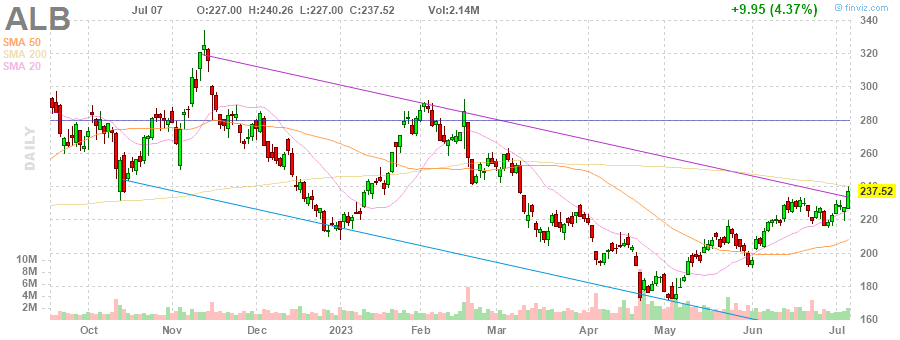 ALB
Jul 07 O:227.00 H:240.26 L:227.00 C:237.52 Vol:2.14M +9.95 (4.37%)
© finviz.com
SMA 50
SMA 200
SMA 20
DAILY
340
320
300
280
260
240
237.52
220
200
180
160
10M
8M
6M
4M
2M
Oct Nov Dec 2023 Feb Mar Apr May Jun Jul